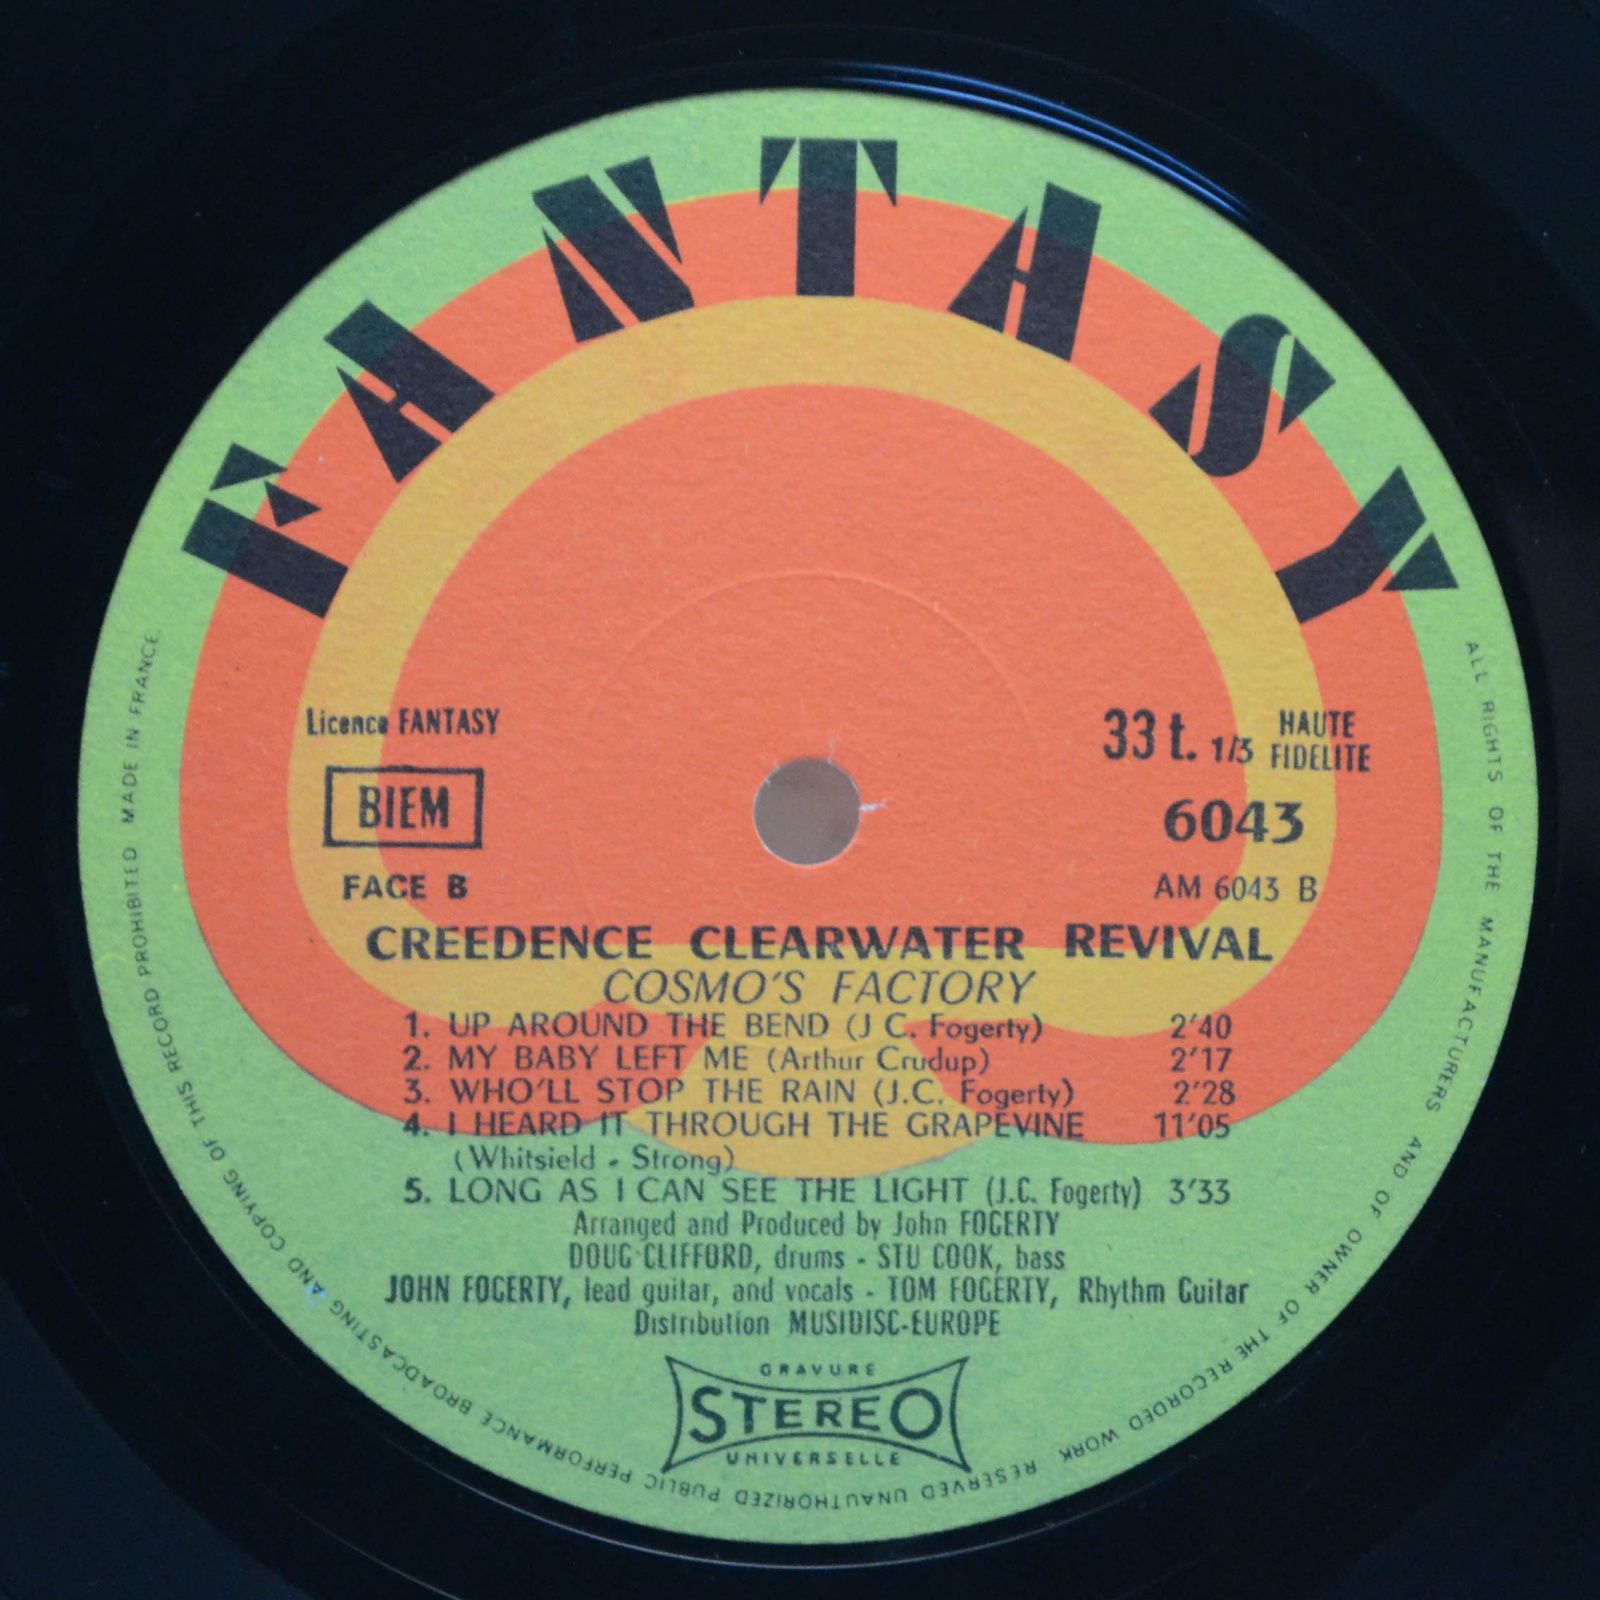 FANTASY
Licence FANTASY
33 t. 1/3 HAUTE FIDELITE
BIEM
6043
FACE B
AM 6043 B
CREEDENCE CLEARWATER REVIVAL
COSMO'S FACTORY
1. UP AROUND THE BEND (J C. Fogerty) 2'40
2. MY BABY LEFT ME (Arthur Crudup) 2'17
3. WHO'LL STOP THE RAIN (J.C. Fogerty) 2'28
4. I HEARD IT THROUGH THE GRAPEVINE 11'05
(Whitsield - Strong)
5. LONG AS I CAN SEE THE LIGHT (J.C. Fogerty) 3'33
Arranged and Produced by John FOGERTY
DOUG CLIFFORD, drums - STU COOK, bass
JOHN FOGERTY, lead guitar, and vocals - TOM FOGERTY, Rhythm Guitar
Distribution MUSIDISC-EUROPE
GRAVURE
STEREO
UNIVERSELLE
ALL RIGHTS OF THE MANUFACTURERS AND OF OWNER OF THE RECORDED WORK RESERVED UNAUTHORIZED PUBLIC PERFORMANCE BROADCASTING AND COPYING OF THIS RECORD PROHIBITED MADE IN FRANCE